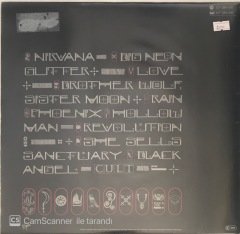 NIRVANA — BIG NEON
GLITTER + LOVE
+ BROTHER WOLF,
SISTER MOON + RAIN
PHOENIX HOLLOW
MAN — REVOLUTION
+ SHE SELLS
SANCTUARY BLACK
ANGEL — CULT
CS CamScanner ile tarandı